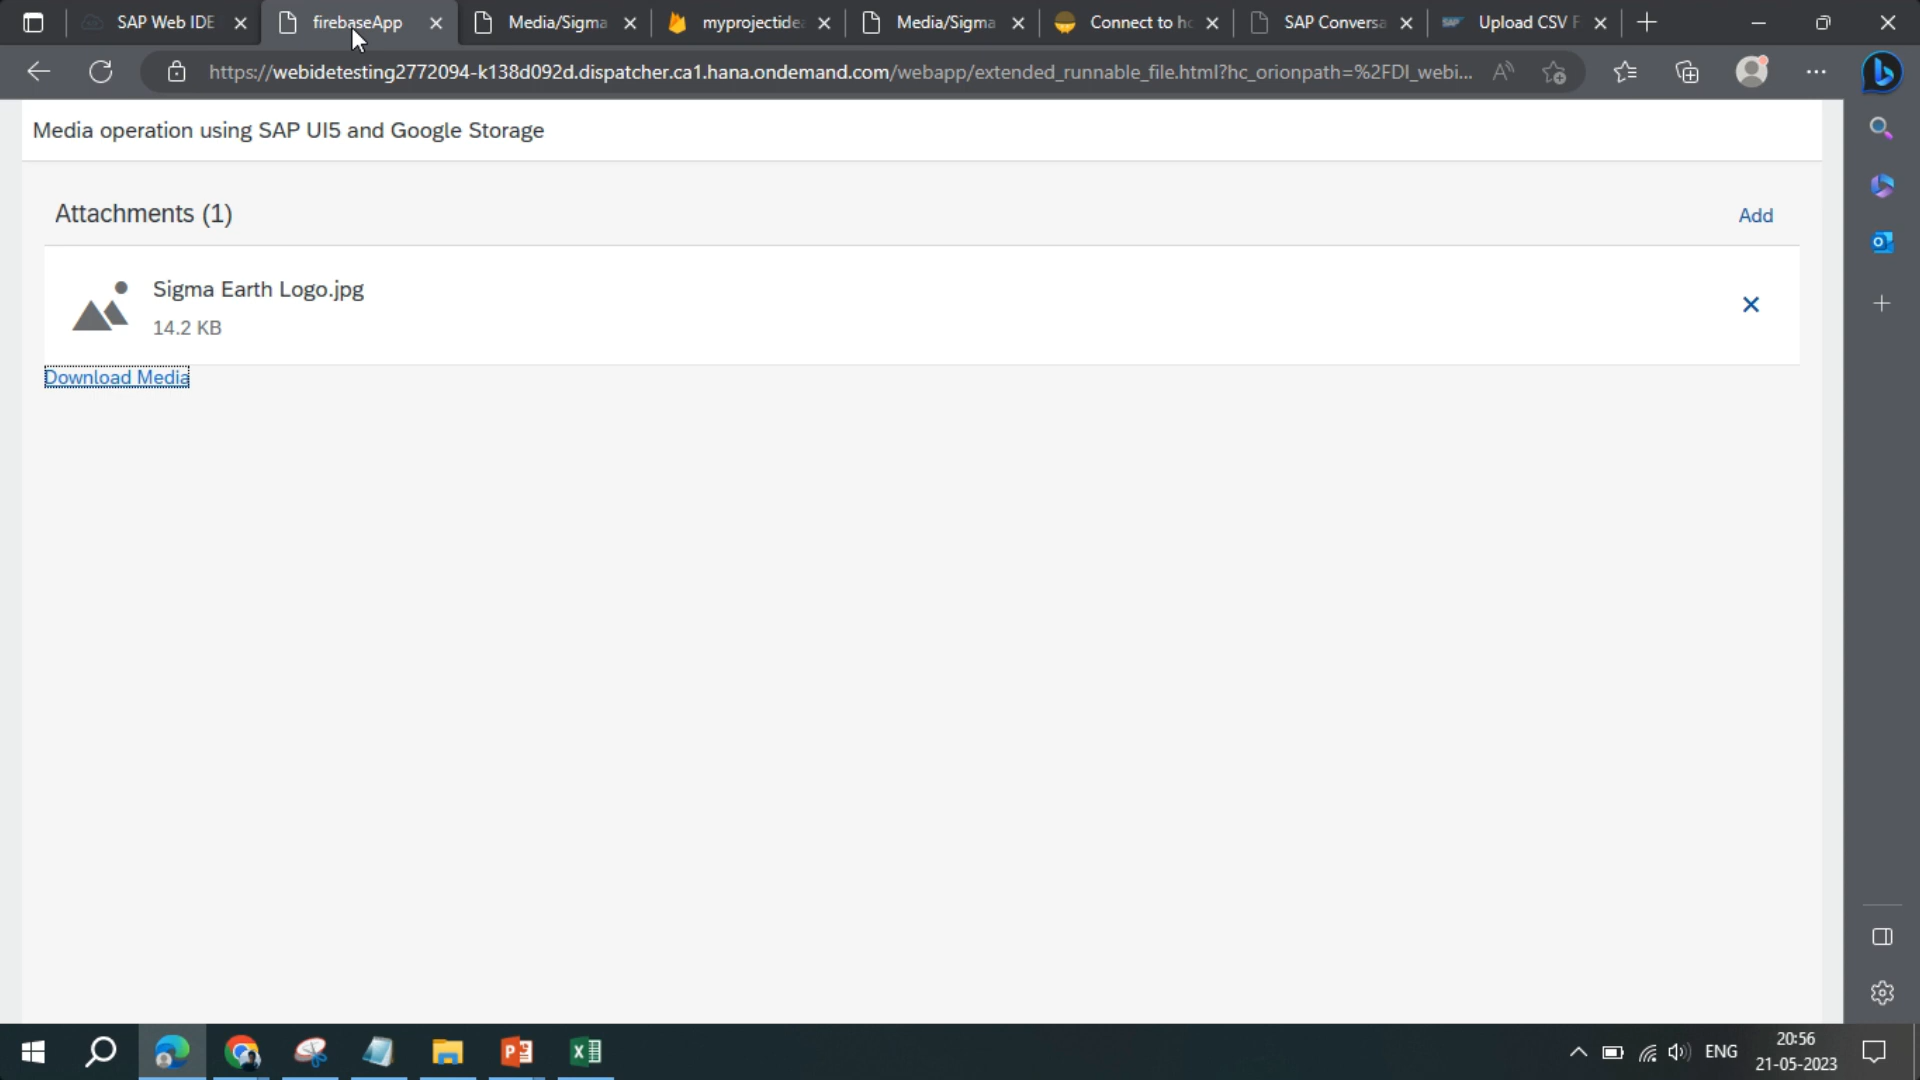 SAP Web IDE
firebaseApp
Media/Sigma
myprojectide
Media/Sigma
Connect to hc
SAP Conversa
Upload CSV F
https://webidetesting2772094-k138d092d.dispatcher.ca1.hana.ondemand.com/webapp/extended_runnable_file.html?hc_orionpath=%2FDI_webi...
Media operation using SAP UI5 and Google Storage
Attachments (1)
Add
Sigma Earth Logo.jpg
14.2 KB
Download Media
ENG
20:56
21-05-2023